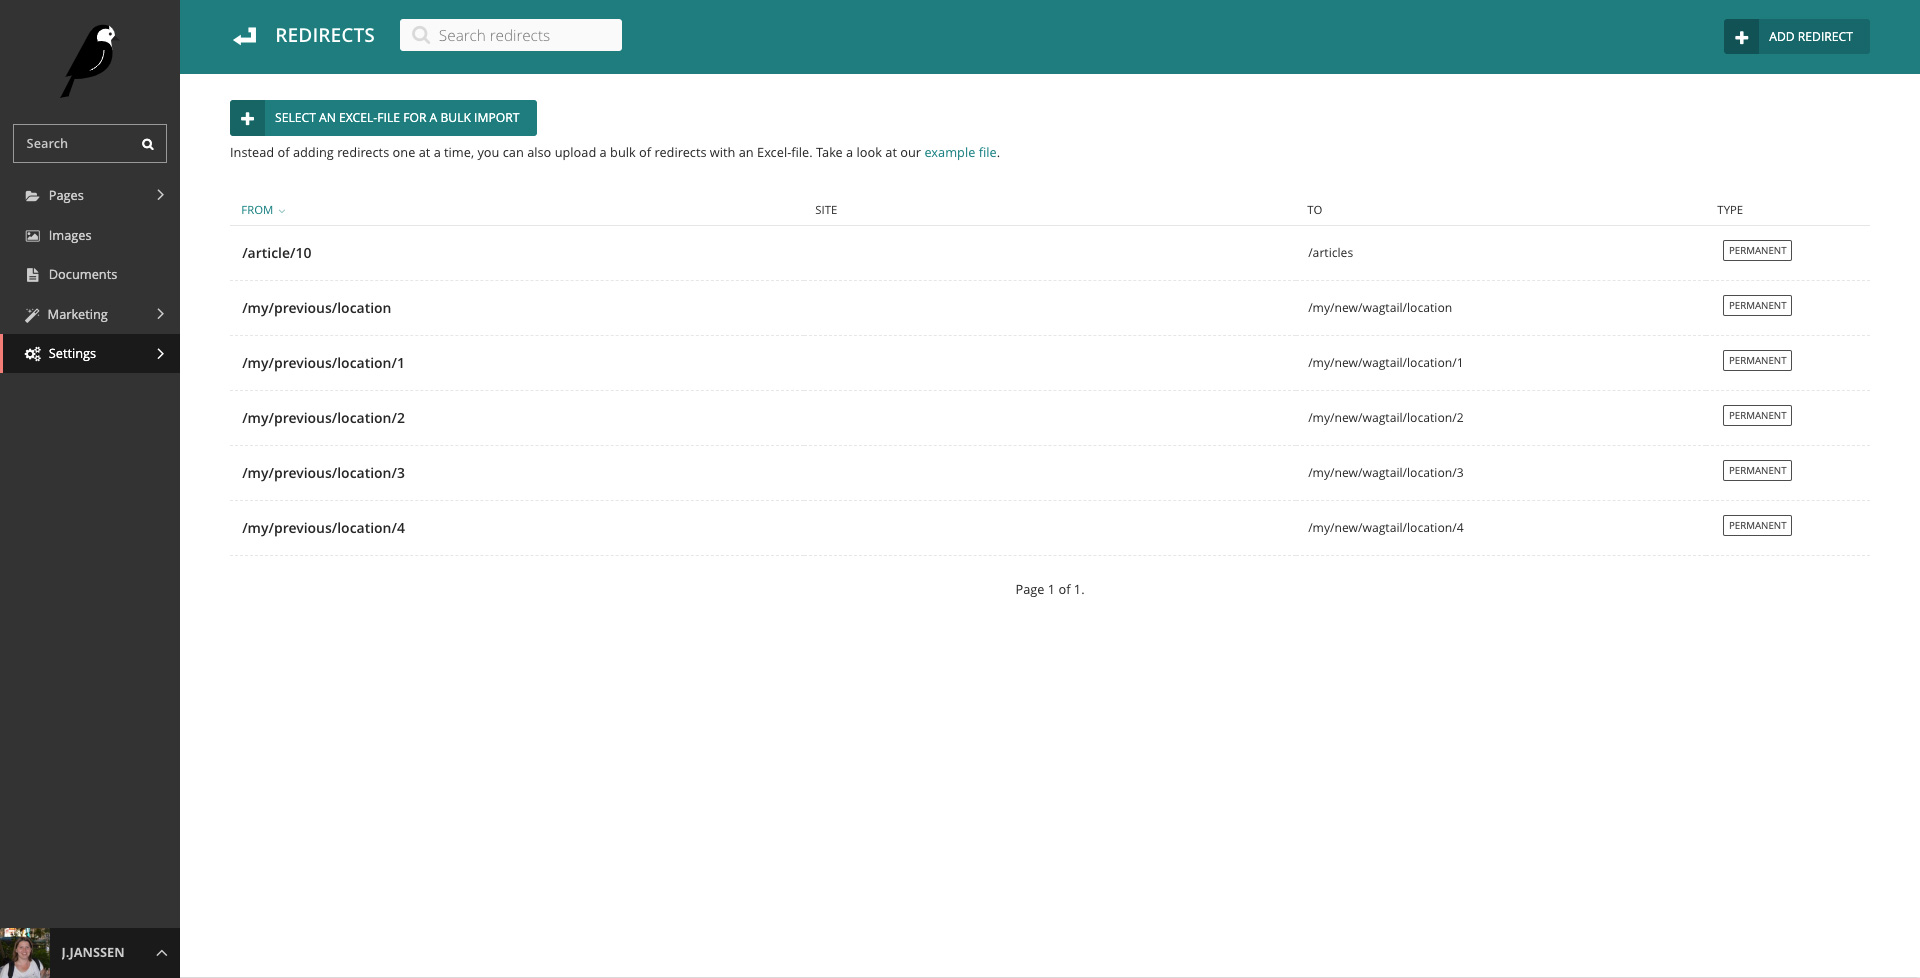 REDIRECTS
Search redirects
ADD REDIRECT
Search
Pages
Images
Documents
Marketing
Settings
J.JANSSEN
SELECT AN EXCEL-FILE FOR A BULK IMPORT
Instead of adding redirects one at a time, you can also upload a bulk of redirects with an Excel-file. Take a look at our example file.
FROM SITE TO TYPE
/article/10 /articles PERMANENT
/my/previous/location /my/new/wagtail/location PERMANENT
/my/previous/location/1 /my/new/wagtail/location/1 PERMANENT
/my/previous/location/2 /my/new/wagtail/location/2 PERMANENT
/my/previous/location/3 /my/new/wagtail/location/3 PERMANENT
/my/previous/location/4 /my/new/wagtail/location/4 PERMANENT
Page 1 of 1.